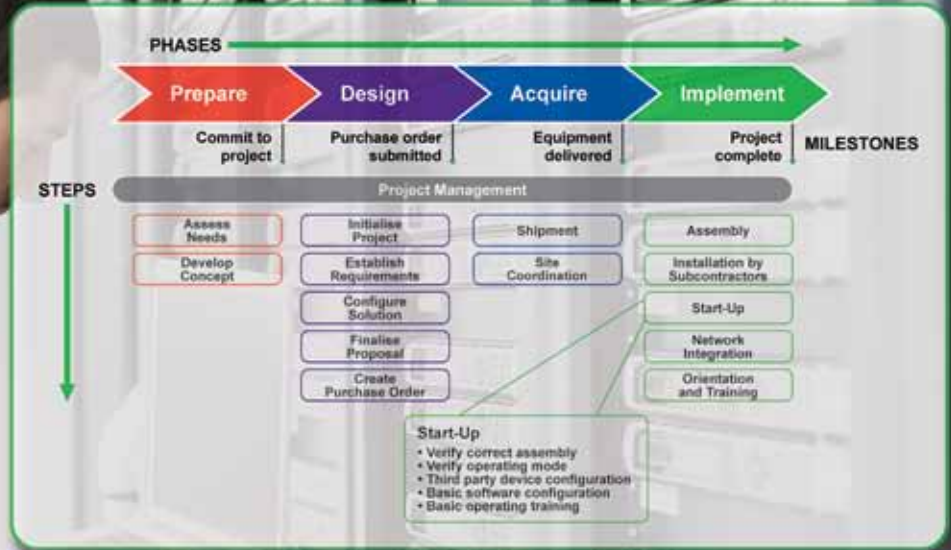 PHASES
Prepare
Design
Acquire
Implement
Commit to
project
Purchase order
submitted
Equipment
delivered
Project
complete
MILESTONES
STEPS
Project Management
Assess
Needs
Develop
Concept
Initialise
Project
Establish
Requirements
Configure
Solution
Finalise
Proposal
Create
Purchase Order
Shipment
Site
Coordination
Assembly
Installation by
Subcontractors
Start-Up
Network
Integration
Orientation
and Training
Start-Up
• Verify correct assembly
• Verify operating mode
• Third party device configuration
• Basic software configuration
• Basic operating training